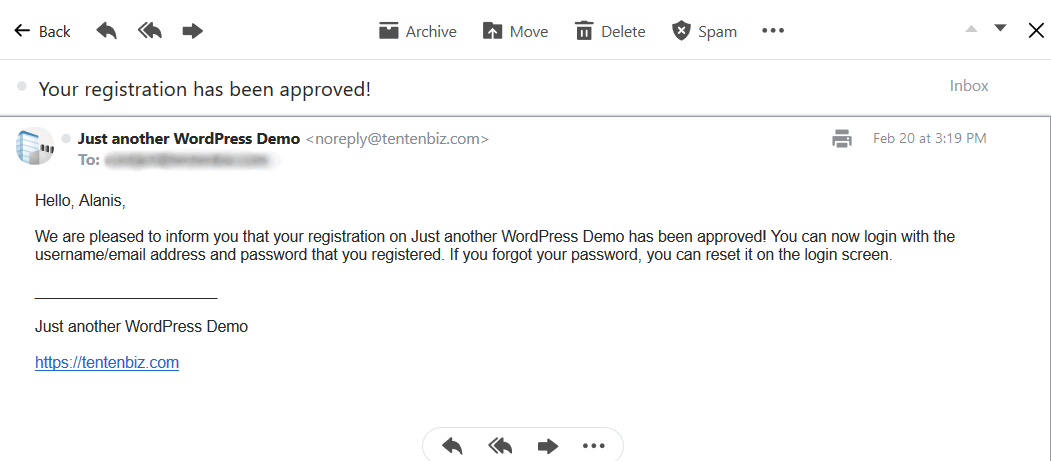 Back
Archive
Move
Delete
Spam
Your registration has been approved!
Inbox
Just another WordPress Demo <noreply@tentenbiz.com>
Feb 20 at 3:19 PM
To:
Hello, Alanis,
We are pleased to inform you that your registration on Just another WordPress Demo has been approved! You can now login with the
username/email address and password that you registered. If you forgot your password, you can reset it on the login screen.
Just another WordPress Demo
https://tentenbiz.com